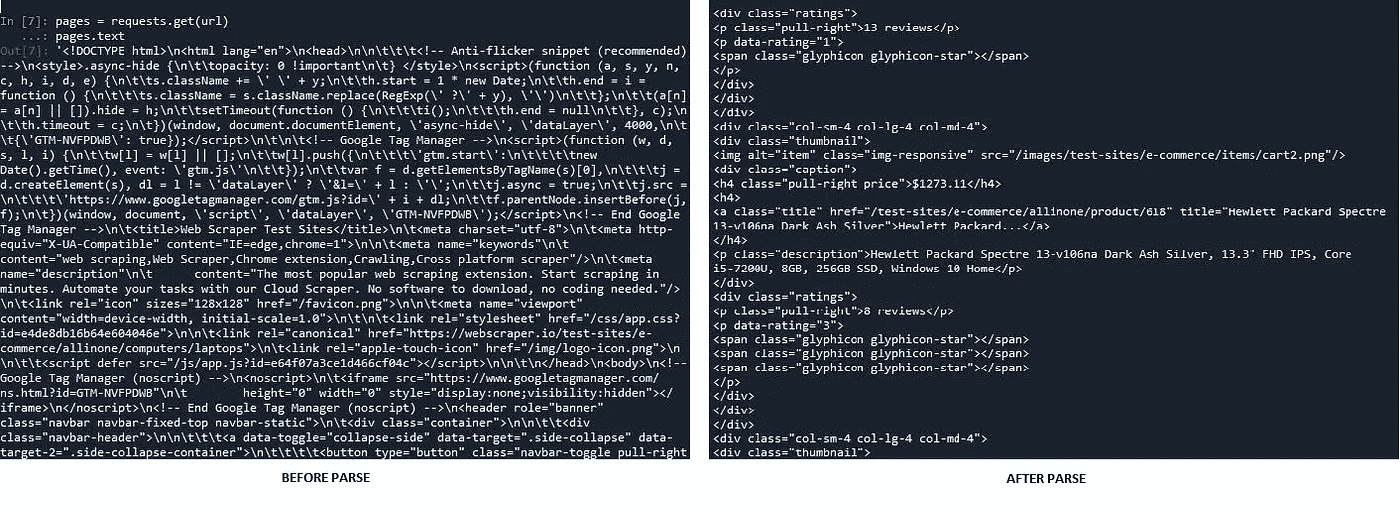 In [7]: pages = requests.get(url)
...: pages.text
Out[7]: '<!DOCTYPE html>\n<html lang="en">\n<head>\n\n\t\t\t<!-- Anti-flicker snippet (recommended)
-->\n<style>.async-hide {\n\t\topacity: 0 !important\n\t} </style>\n<script>(function (a, s, y, n,
c, h, i, d, e) {\n\t\ts.className += \' \' + y;\n\t\th.start = 1 * new Date;\n\t\th.end = i =
function () {\n\t\t\ts.className = s.className.replace(RegExp(\' ?\' + y), \'\')\n\t\t};\n\t\t(a[n]
= a[n] || []).hide = h;\n\t\tsetTimeout(function () {\n\t\t\ti();\n\t\t\th.end = null\n\t\t}, c);\n
\t\th.timeout = c;\n\t})(window, document.documentElement, \'async-hide\', \'dataLayer\', 4000,\n\t
\t{\'GTM-NVFPDWB\': true});</script>\n\t\t\n\t<!-- Google Tag Manager -->\n<script>(function (w, d,
s, l, i) {\n\t\tw[l] = w[l] || [];\n\t\tw[l].push({\n\t\t\t\'gtm.start\':\n\t\t\t\tnew
Date().getTime(), event: \'gtm.js\'\n\t\t});\n\t\tvar f = d.getElementsByTagName(s)[0],\n\t\t\tj =
d.createElement(s), dl = l != \'dataLayer\' ? \'&l=\' + l : \'\';\n\t\tj.async = true;\n\t\tj.src =
\n\t\t\t\'https://www.googletagmanager.com/gtm.js?id=\' + i + dl;\n\t\tf.parentNode.insertBefore(j,
f);\n\t})(window, document, \'script\', \'dataLayer\', \'GTM-NVFPDWB\');</script>\n<!-- End Google
Tag Manager -->\n\t<title>Web Scraper Test Sites</title>\n\t<meta charset="utf-8">\n\t<meta http-
equiv="X-UA-Compatible" content="IE=edge,chrome=1">\n\n\t<meta name="keywords"\n\t
content="web scraping,Web Scraper,Chrome extension,Crawling,Cross platform scraper"/>\n\t<meta
name="description"\n\t content="The most popular web scraping extension. Start scraping in
minutes. Automate your tasks with our Cloud Scraper. No software to download, no coding needed."/>
\n\t<link rel="icon" sizes="128x128" href="/favicon.png">\n\n\t<meta name="viewport"
content="width=device-width, initial-scale=1.0">\n\t\t\t<link rel="stylesheet" href="/css/app.css?
id=e4de8db16b64e604046e">\n\t\t\n\t<link rel="canonical" href="https://webscraper.io/test-sites/e-
commerce/allinone/computers/laptops">\n\t<link rel="apple-touch-icon" href="/img/logo-icon.png">\n
\n\t\t\t<script defer src="/js/app.js?id=e64f07a3ce1d466cf04c"></script>\n\n\t\n</head>\n<body>\n<!--
Google Tag Manager (noscript) -->\n<noscript>\n\t<iframe src="https://www.googletagmanager.com/
ns.html?id=GTM-NVFPDWB"\n\t height="0" width="0" style="display:none;visibility:hidden"></
iframe>\n</noscript>\n<!-- End Google Tag Manager (noscript) -->\n<header role="banner"
class="navbar navbar-fixed-top navbar-static">\n\t<div class="container">\n\n\t\t<div
class="navbar-header">\n\n\t\t\t<a data-toggle="collapse-side" data-target=".side-collapse" data-
target-2=".side-collapse-container">\n\t\t\t\t<button type="button" class="navbar-toggle pull-right
BEFORE PARSE
<div class="ratings">
<p class="pull-right">13 reviews</p>
<p data-rating="1">
<span class="glyphicon glyphicon-star"></span>
</p>
</div>
</div>
</div>
<div class="col-sm-4 col-lg-4 col-md-4">
<div class="thumbnail">
<img alt="item" class="img-responsive" src="/images/test-sites/e-commerce/items/cart2.png"/>
<div class="caption">
<h4 class="pull-right price">$1273.11</h4>
<h4>
<a class="title" href="/test-sites/e-commerce/allinone/product/618" title="Hewlett Packard Spectre
13-v106na Dark Ash Silver">Hewlett Packard...</a>
</h4>
<p class="description">Hewlett Packard Spectre 13-v106na Dark Ash Silver, 13.3" FHD IPS, Core
i5-7200U, 8GB, 256GB SSD, Windows 10 Home</p>
</div>
<div class="ratings">
<p class="pull-right">8 reviews</p>
<p data-rating="3">
<span class="glyphicon glyphicon-star"></span>
<span class="glyphicon glyphicon-star"></span>
<span class="glyphicon glyphicon-star"></span>
</p>
</div>
</div>
</div>
<div class="col-sm-4 col-lg-4 col-md-4">
<div class="thumbnail">
AFTER PARSE